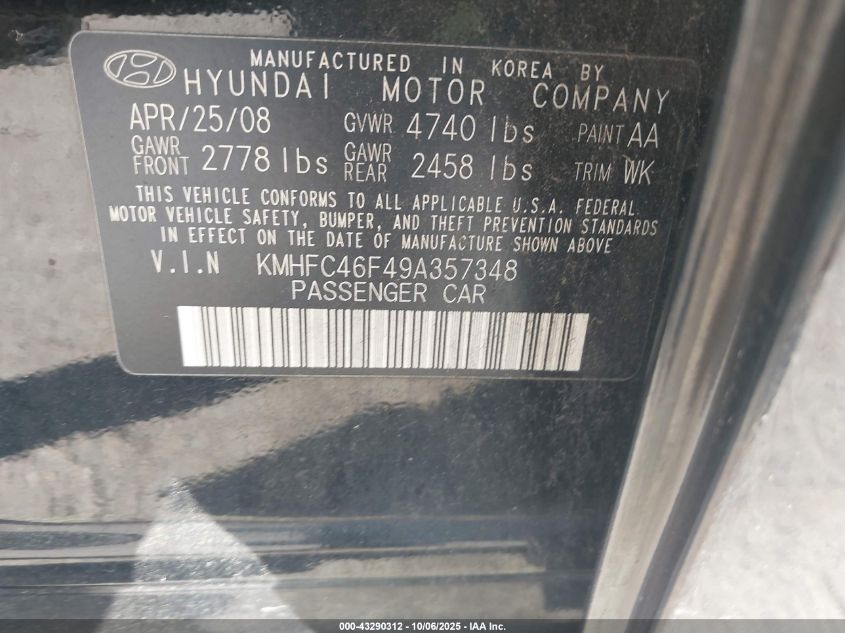 MANUFACTURED IN KOREA BY
HYUNDAI MOTOR COMPANY
APR/25/08 GVWR 4740 lbs PAINT AA
GAWR FRONT 2778 lbs GAWR REAR 2458 lbs TRIM WK
THIS VEHICLE CONFORMS TO ALL APPLICABLE U.S.A. FEDERAL
MOTOR VEHICLE SAFETY, BUMPER, AND THEFT PREVENTION STANDARDS
IN EFFECT ON THE DATE OF MANUFACTURE SHOWN ABOVE
V.I.N KMHFC46F49A357348
PASSENGER CAR
000-43290312 - 10/06/2025 - IAA Inc.